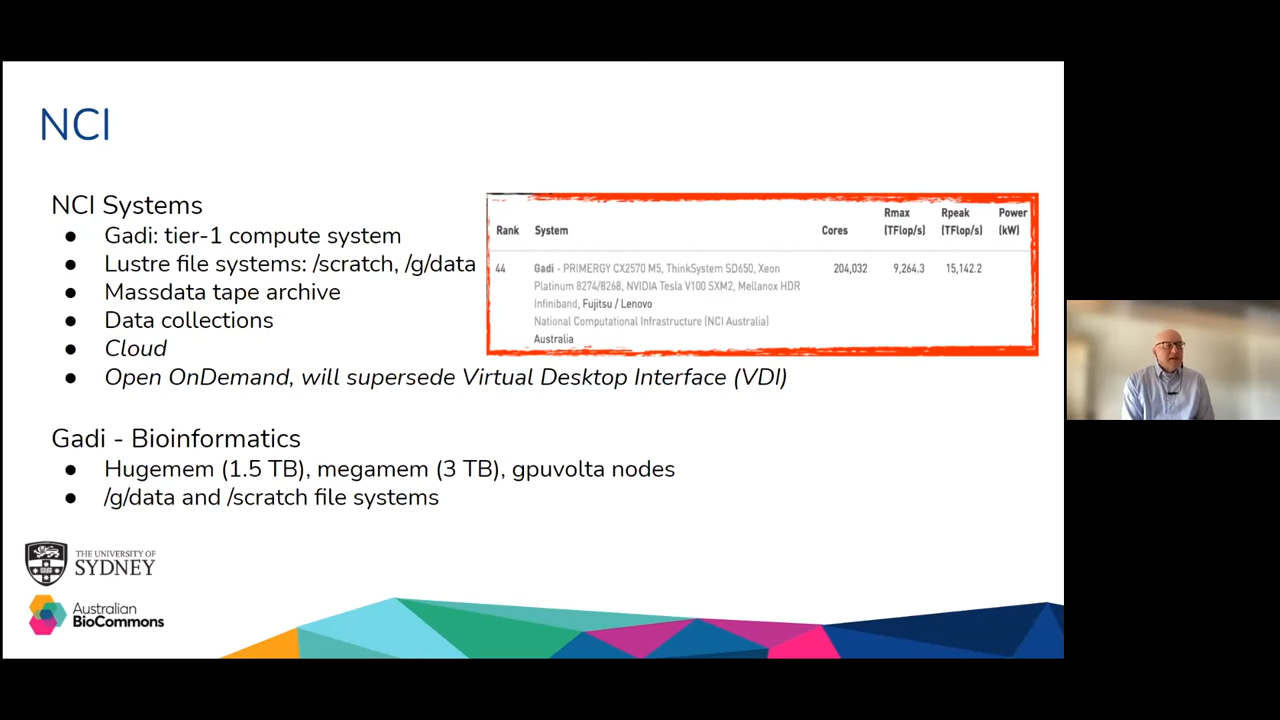 NCI
NCI Systems
● Gadi: tier-1 compute system
● Lustre file systems: /scratch, /g/data
● Massdata tape archive
● Data collections
● Cloud
● Open OnDemand, will supersede Virtual Desktop Interface (VDI)
Rank System Cores Rmax (TFlop/s) Rpeak (TFlop/s) Power (kW)
44 Gadi - PRIMERGY CX2570 M5, ThinkSystem SD650, Xeon 204,032 9,264.3 15,142.2
Platinum 8274/8268, NVIDIA Tesla V100 SXM2, Mellanox HDR
Infiniband, Fujitsu / Lenovo
National Computational Infrastructure (NCI Australia)
Australia
Gadi - Bioinformatics
● Hugemem (1.5 TB), megamem (3 TB), gpuvolta nodes
● /g/data and /scratch file systems
THE UNIVERSITY OF
SYDNEY
Australian
BioCommons